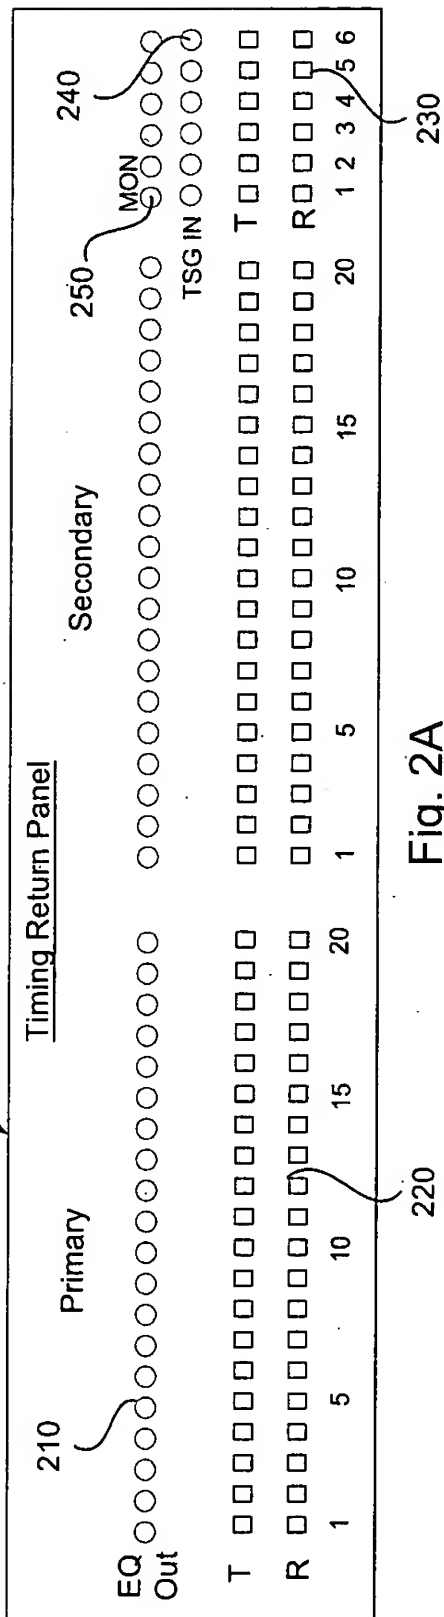 Timing Return Panel
Primary
Secondary
210
250
240
EQ
Out
MON
TSG IN
T
T
R
R
1 5 10 15 20
1 5 10 15 20
1 2 3 4 5 6
220
230
Fig. 2A